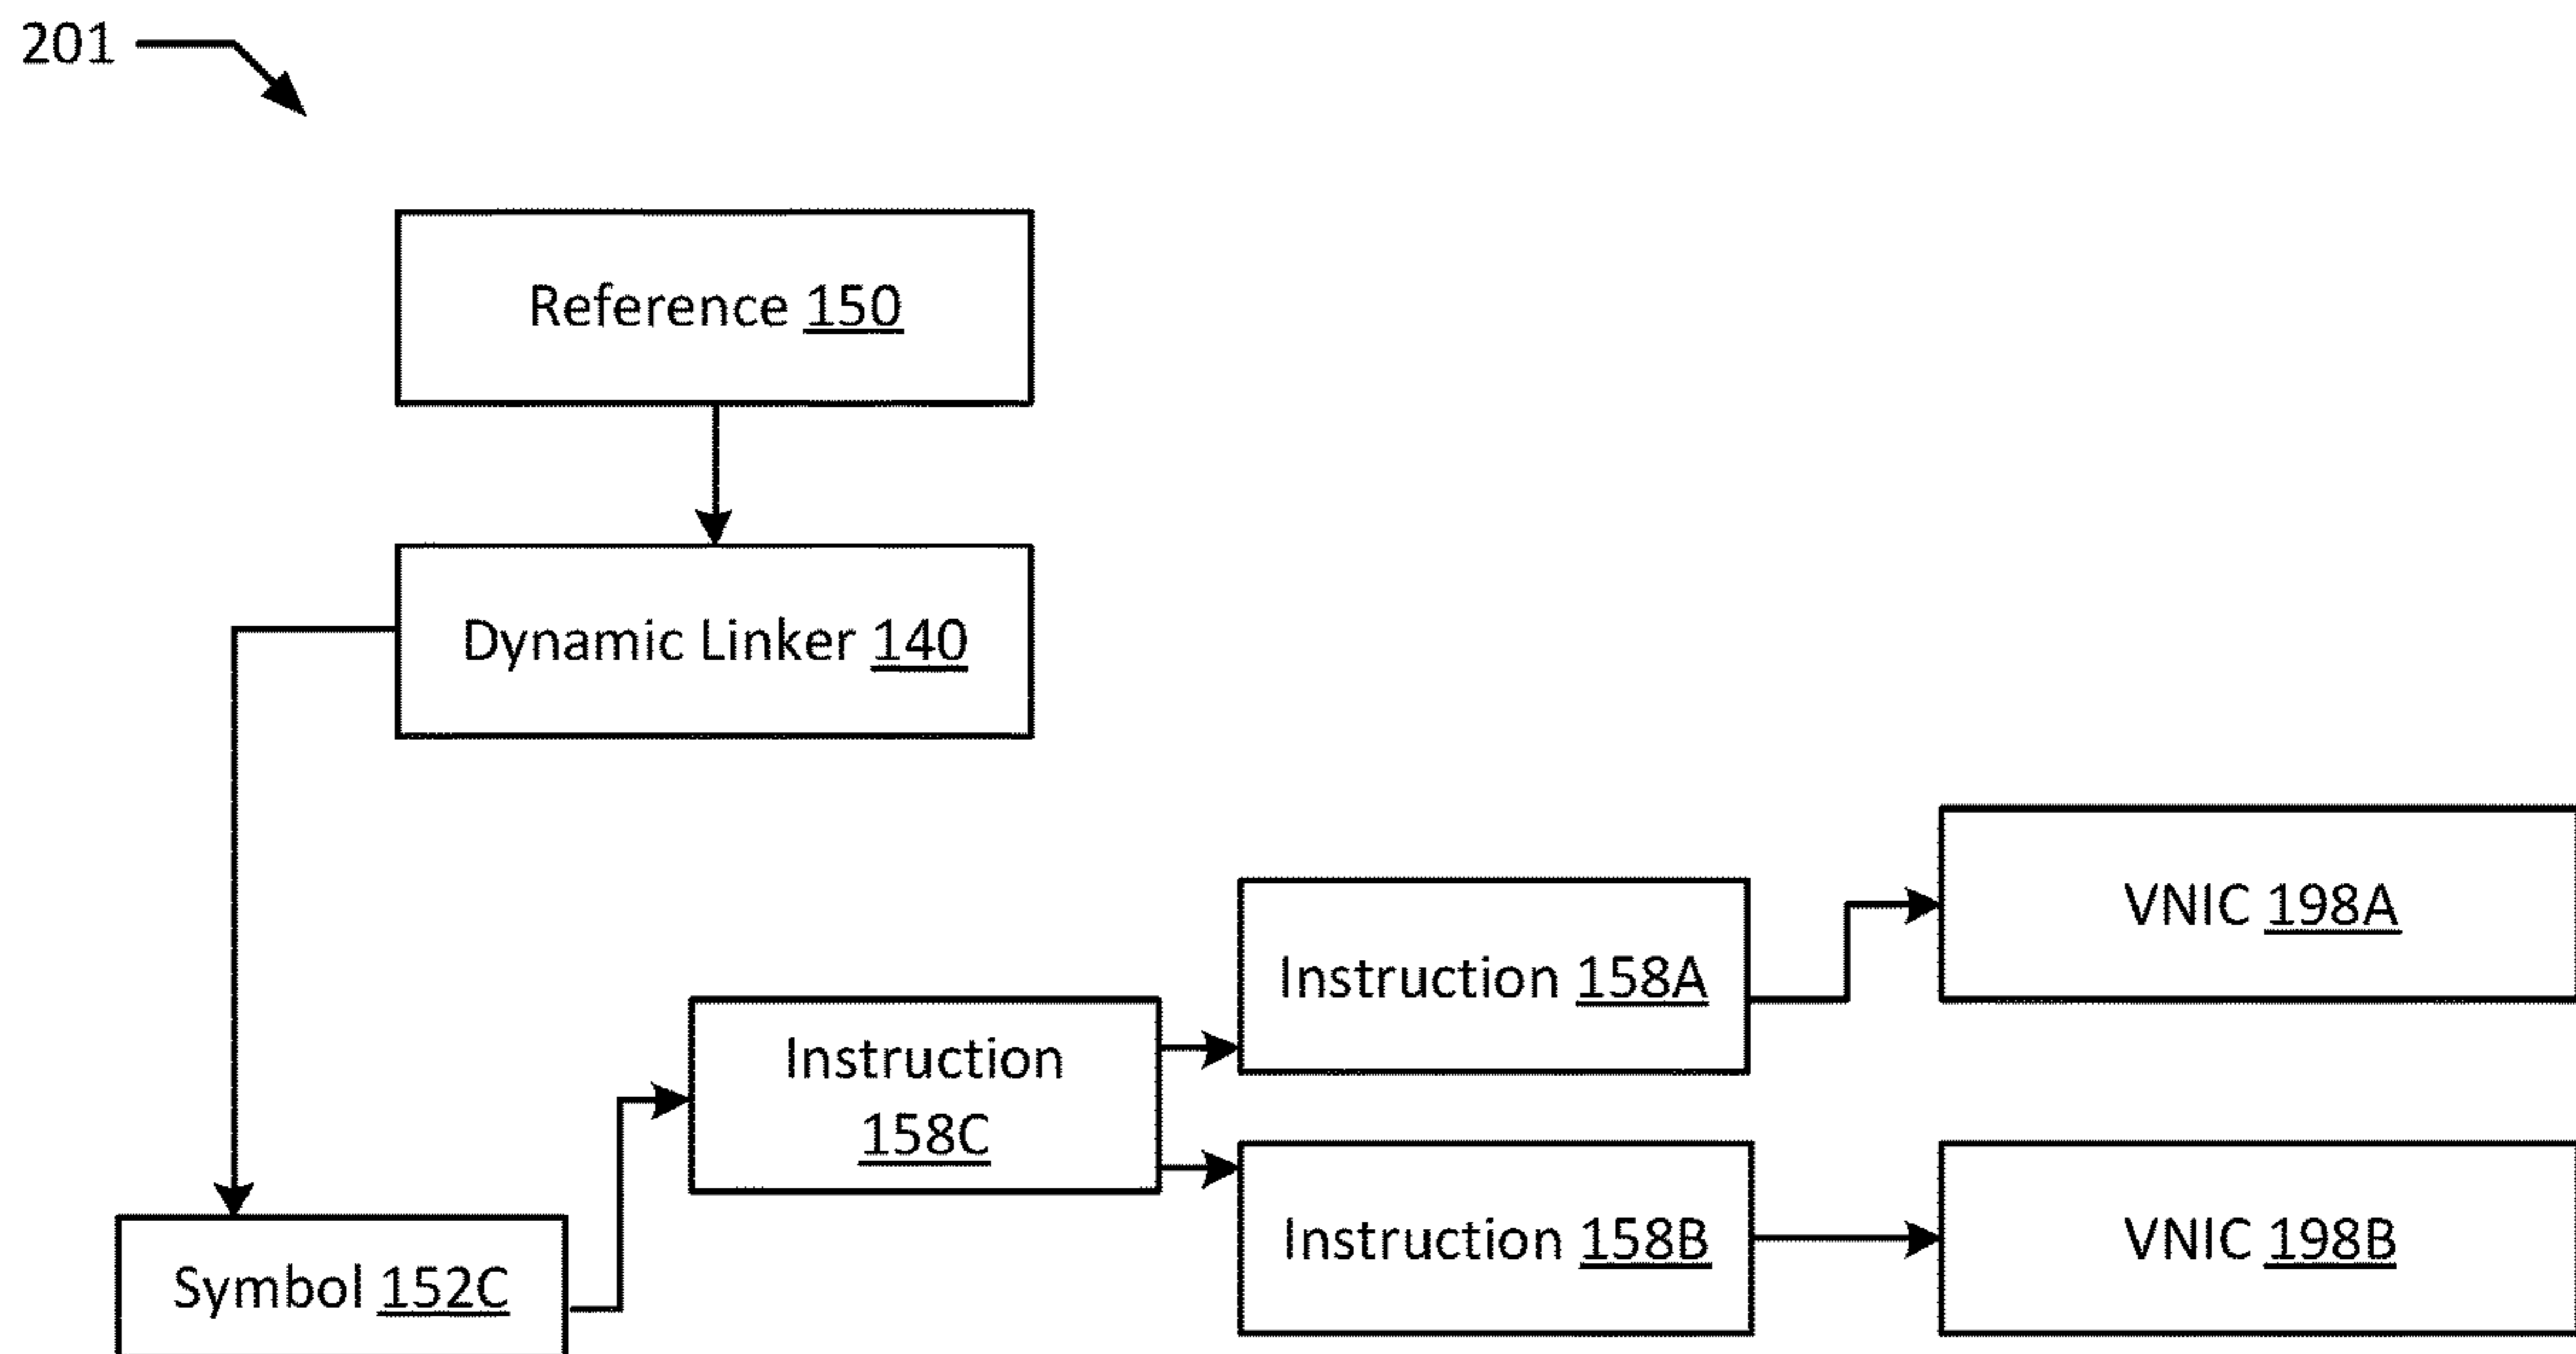 201
Reference 150
Dynamic Linker 140
VNIC 198A
Instruction 158A
Instruction
158C
Instruction 158B
VNIC 198B
Symbol 152C